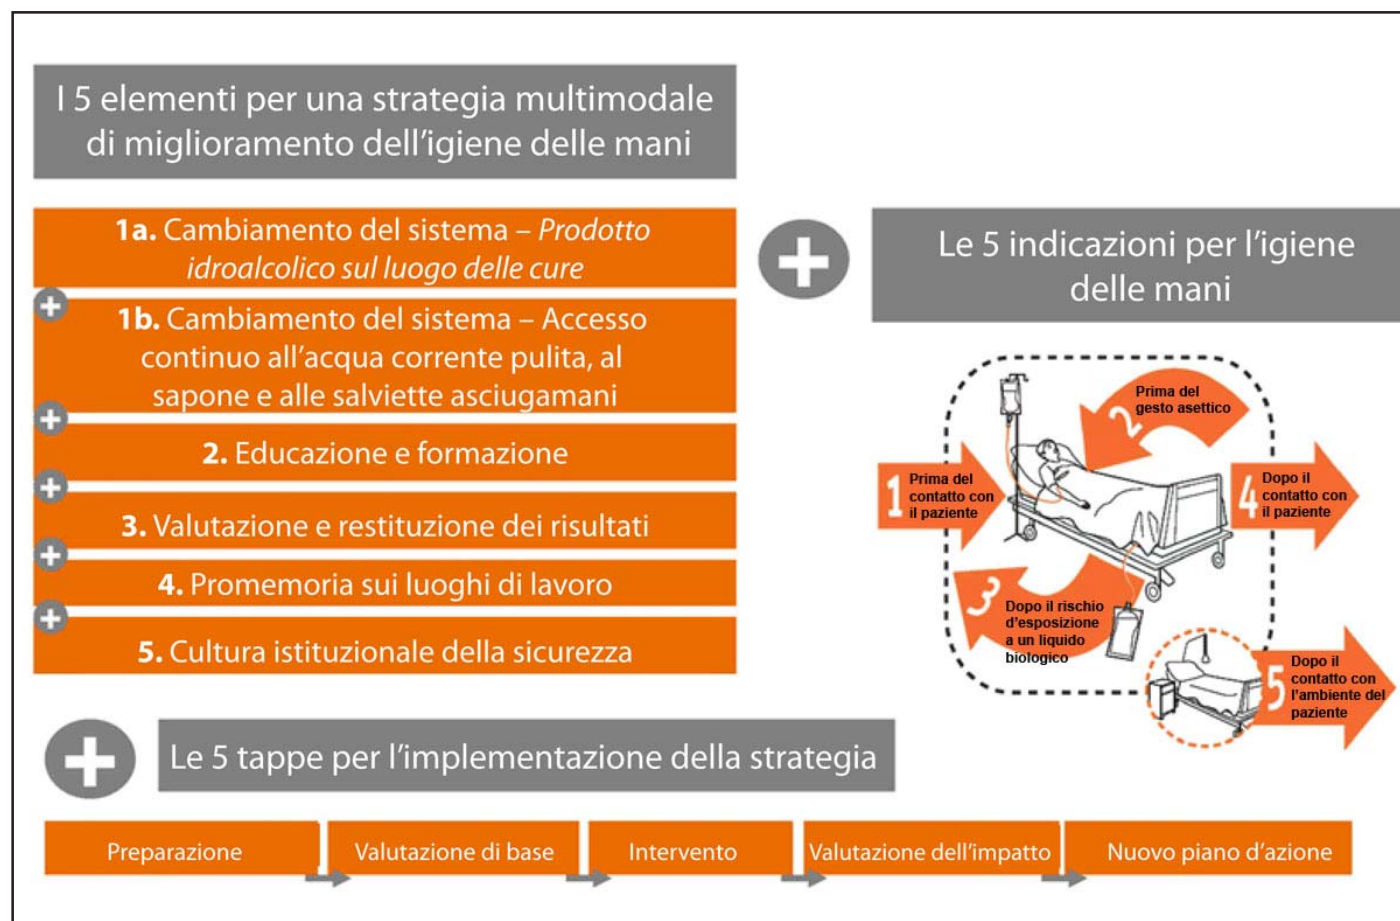 I 5 elementi per una strategia multimodale
di miglioramento dell'igiene delle mani
1a. Cambiamento del sistema – Prodotto
idroalcolico sul luogo delle cure
1b. Cambiamento del sistema – Accesso
continuo all'acqua corrente pulita, al
sapone e alle salviette asciugamani
2. Educazione e formazione
3. Valutazione e restituzione dei risultati
4. Promemoria sui luoghi di lavoro
5. Cultura istituzionale della sicurezza
Le 5 indicazioni per l'igiene
delle mani
1 Prima del
contatto con
il paziente
2 Prima del
gesto asettico
3 Dopo il rischio
d'esposizione
a un liquido
biologico
4 Dopo il
contatto con
il paziente
5 Dopo il
contatto con
l'ambiente del
paziente
Le 5 tappe per l'implementazione della strategia
Preparazione
Valutazione di base
Intervento
Valutazione dell'impatto
Nuovo piano d'azione